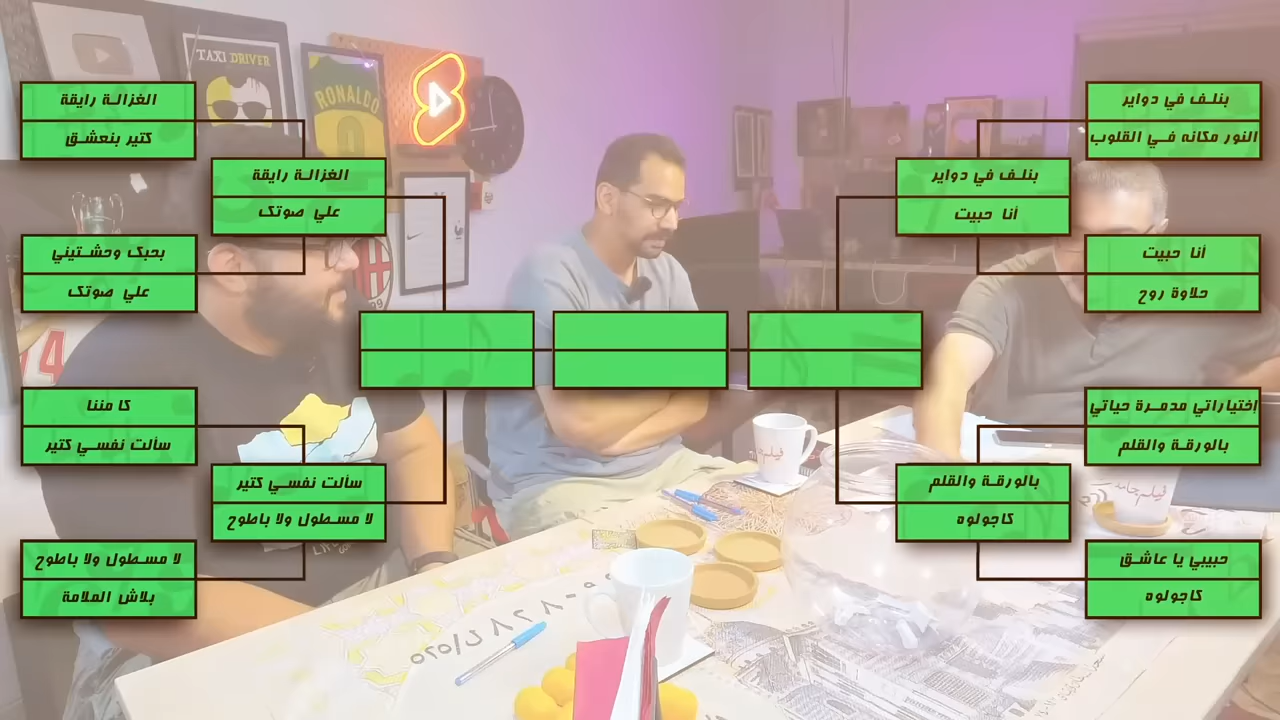 الغزالة رايقة
كتير بنعشق
بحبك وحشتيني
علي صوتك
كا مننا
سألت نفسي كتير
لا مسطول ولا باطوح
بلاش الملامة
الغزالة رايقة
علي صوتك
سألت نفسي كتير
لا مسطول ولا باطوح
بنلف في دواير
أنا حبيت
بالورقة والقلم
كاجولوه
بنلف في دواير
النور مكانه في القلوب
أنا حبيت
حلاوة روح
إختياراتي مدمرة حياتي
بالورقة والقلم
حبيبي يا عاشق
كاجولوه
TAXI DRIVER
RONALDO